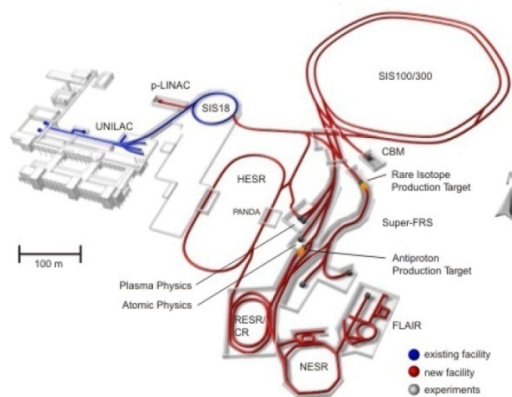 p-LINAC
SIS18
SIS100/300
UNILAC
CBM
Rare Isotope
Production Target
HESR
PANDA
Super-FRS
100 m
Plasma Physics
Antiproton
Production Target
Atomic Physics
RESR/
CR
FLAIR
NESR
existing facility
new facility
experiments